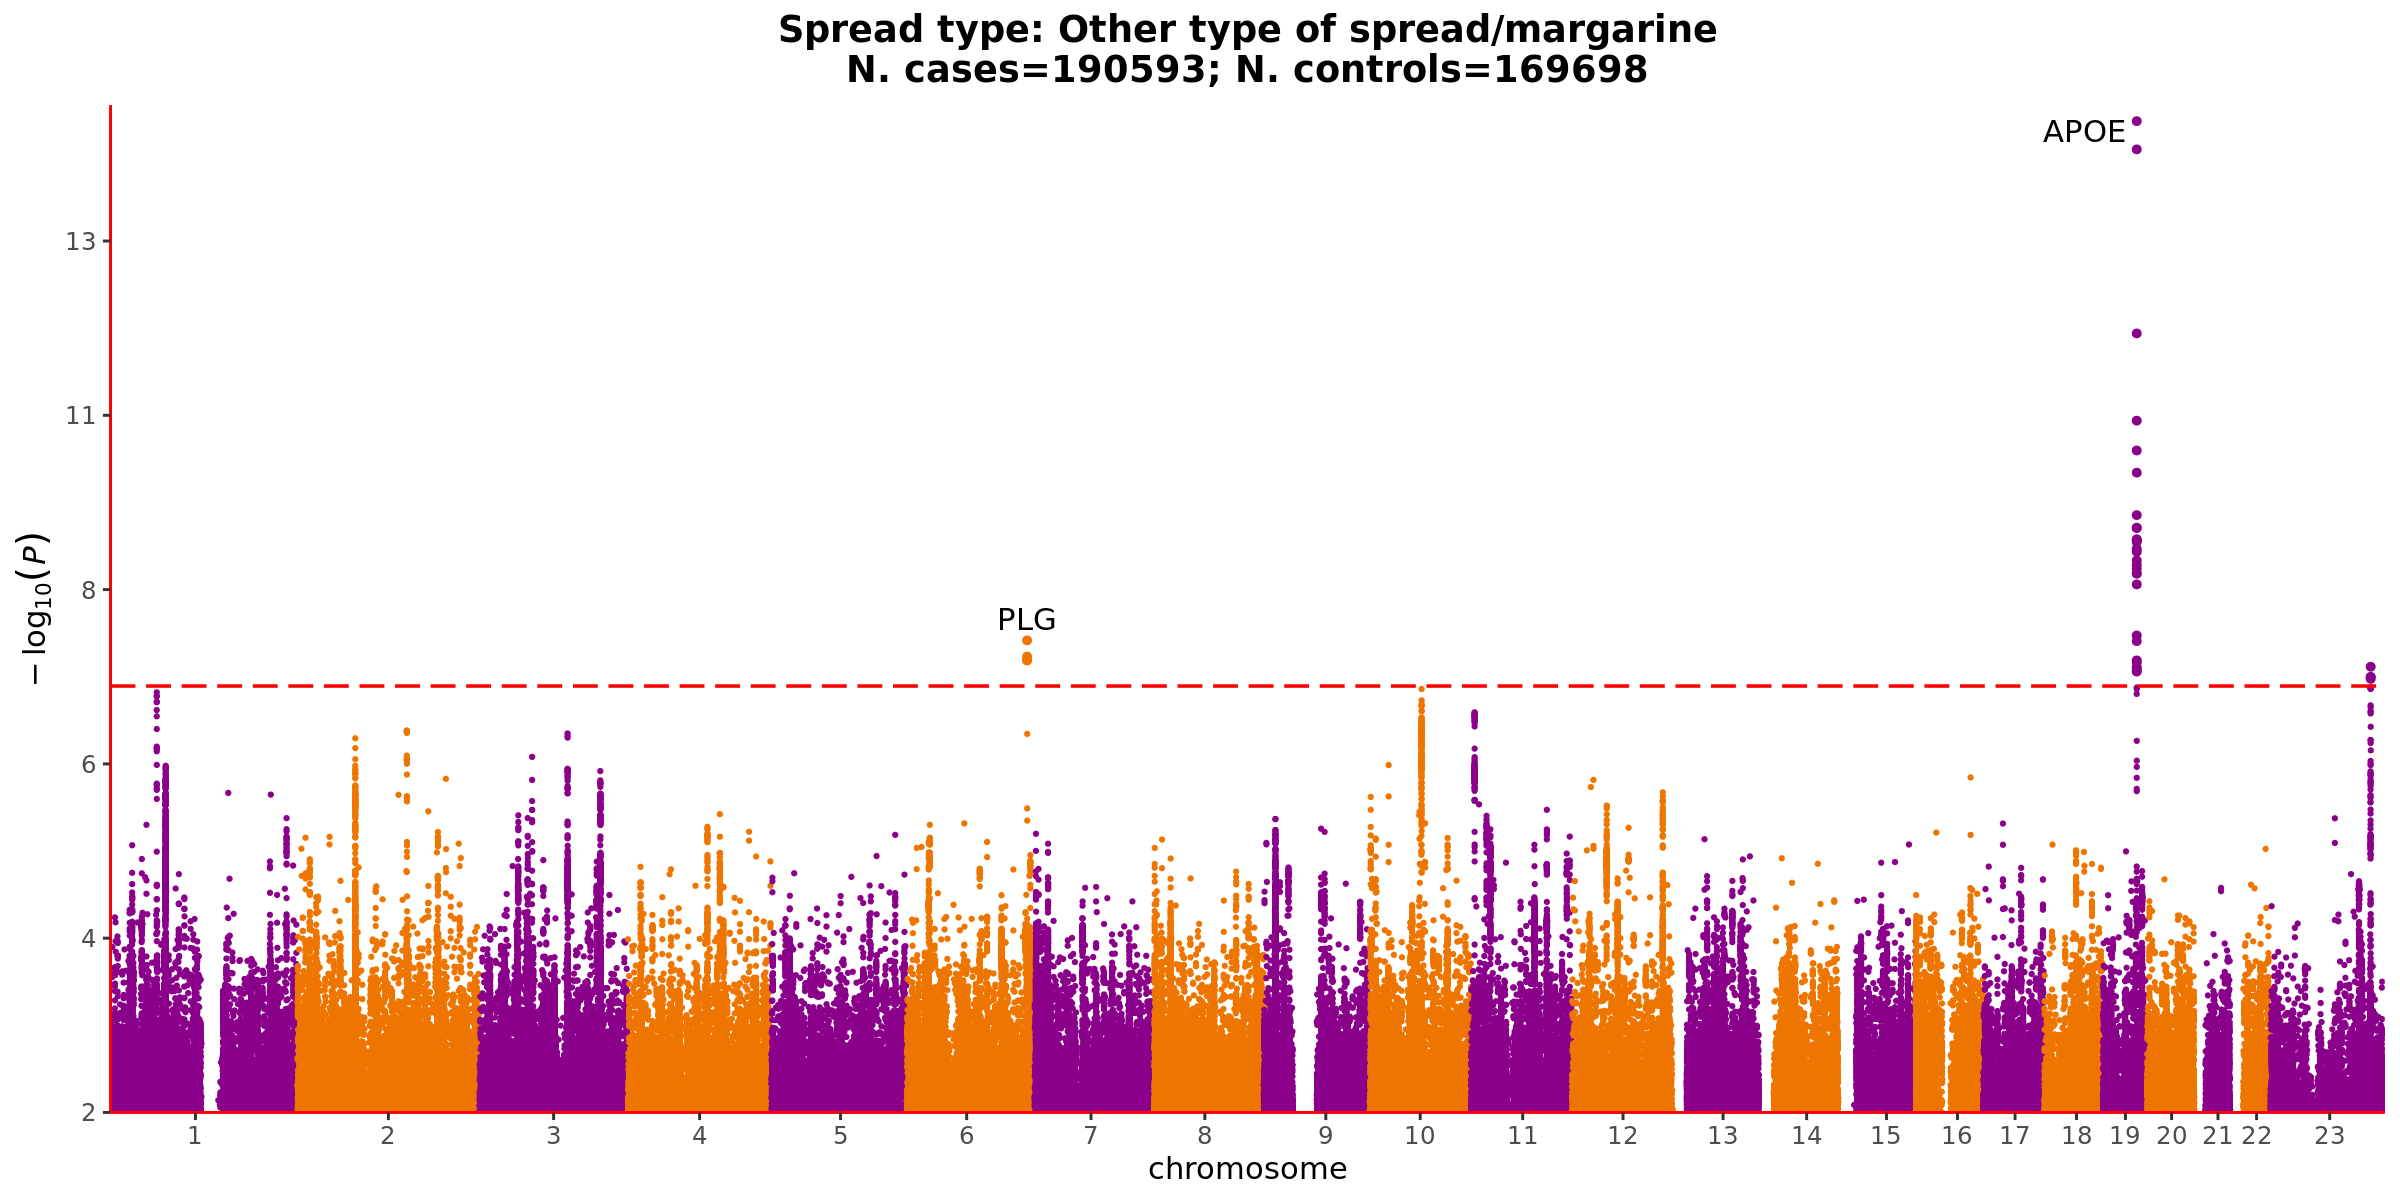 Spread type: Other type of spread/margarine
N. cases=190593; N. controls=169698
APOE
13
11
8
PLG
6
4
2
−log₁₀(P)
1 2 3 4 5 6 7 8 9 10 11 12 13 14 15 16 17 18 19 20 21 22 23
chromosome